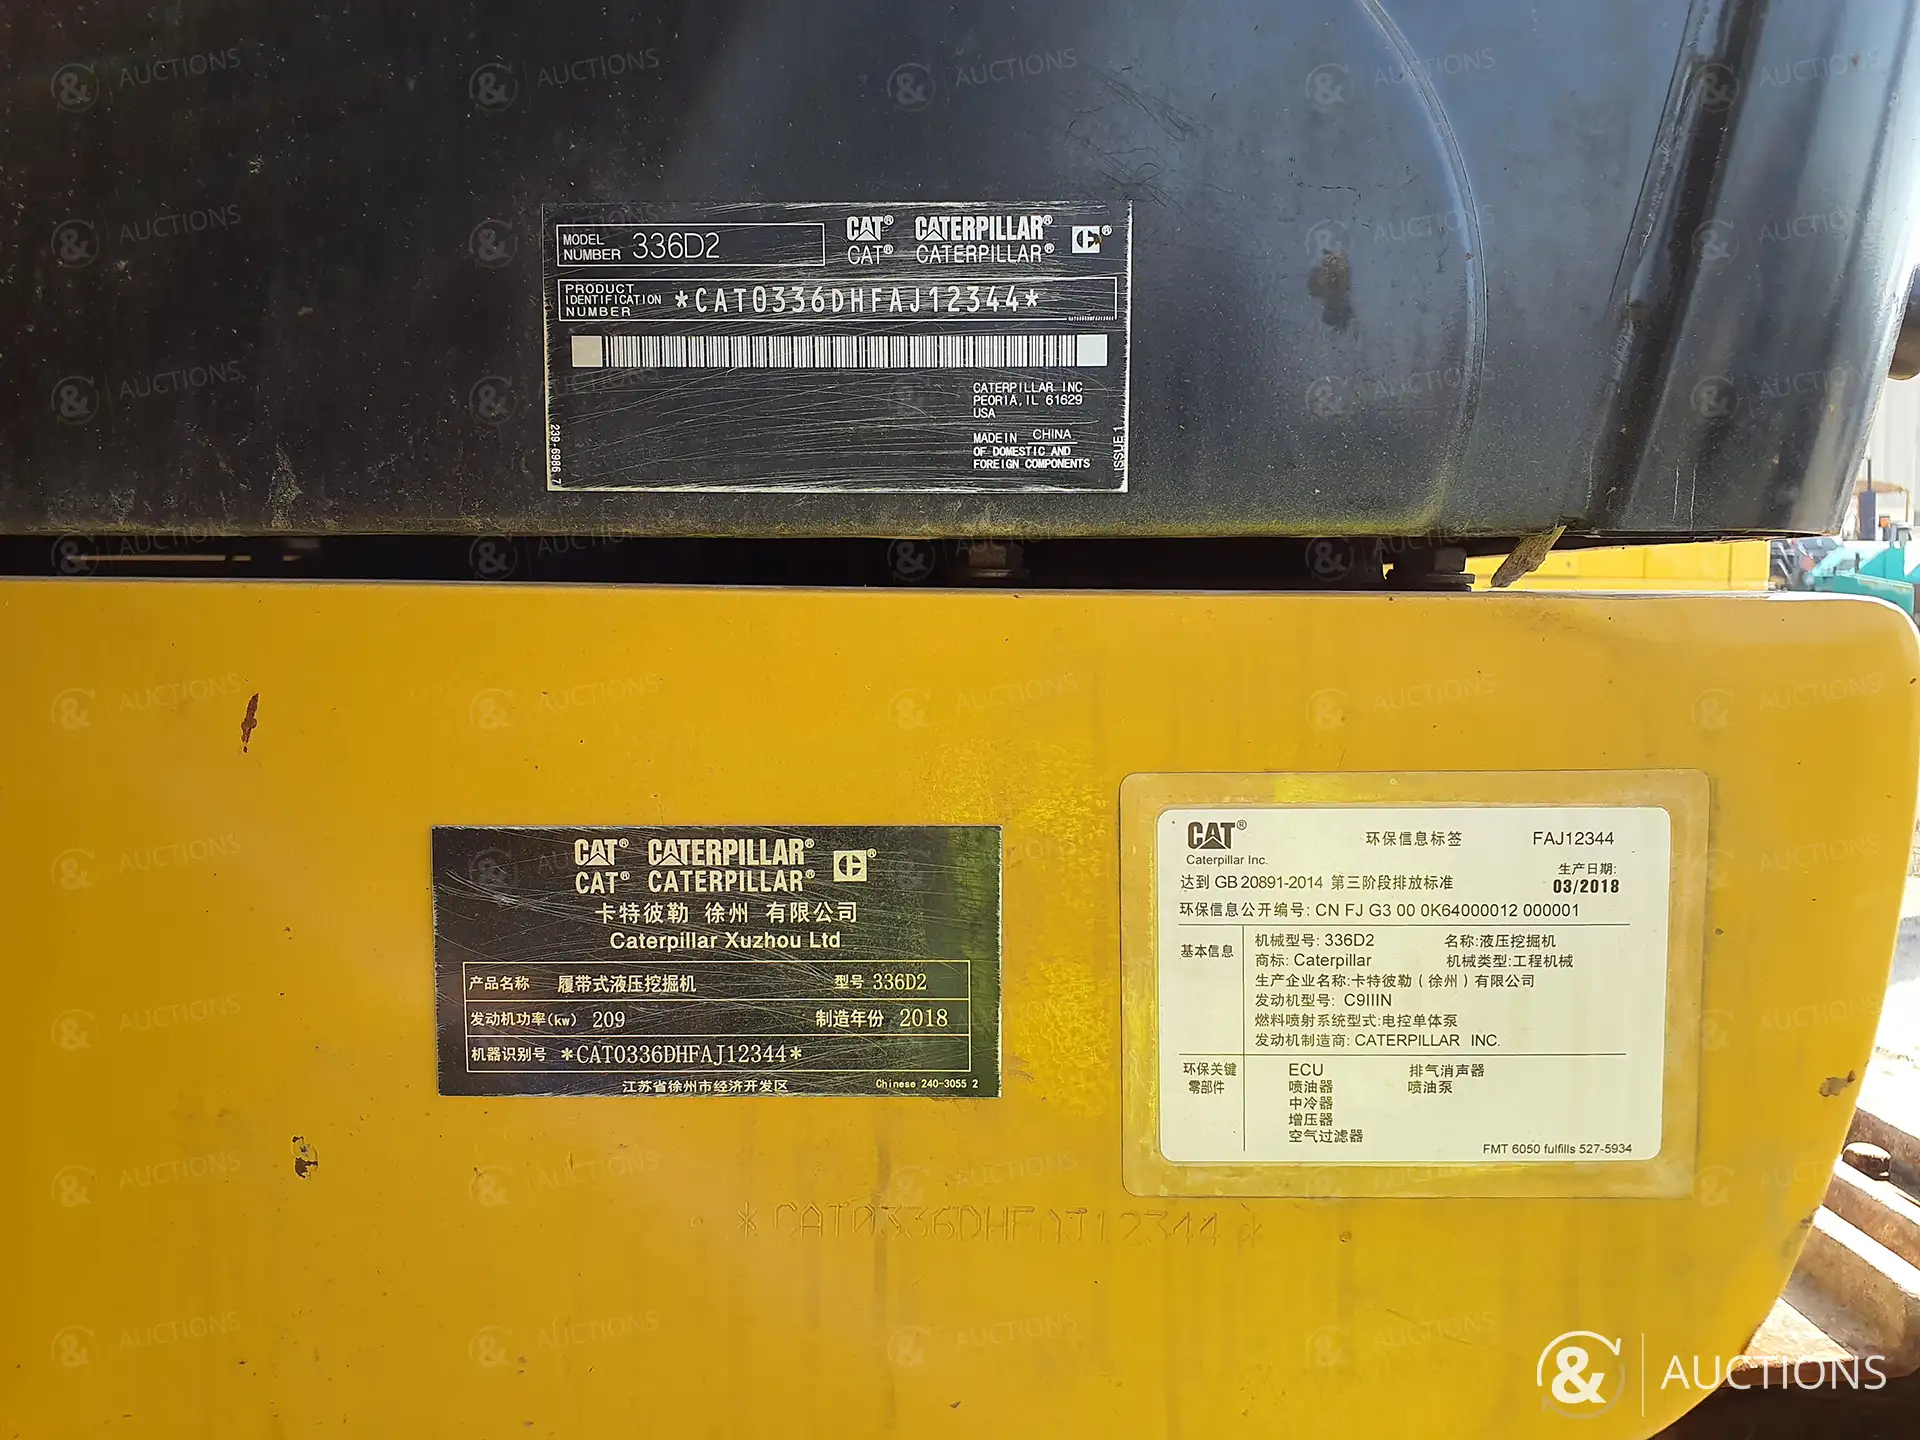 MODEL NUMBER 336D2
CAT® CATERPILLAR®
CAT® CATERPILLAR®
PRODUCT IDENTIFICATION NUMBER *CAT0336DHFAJ12344*
CATERPILLAR INC
PEORIA, IL 61629
USA
MADE IN CHINA
OF DOMESTIC AND
FOREIGN COMPONENTS
239-6986 7
ISSUE 1
CAT® CATERPILLAR®
CAT® CATERPILLAR®
卡特彼勒 徐州 有限公司
Caterpillar Xuzhou Ltd
产品名称 履带式液压挖掘机 型号 336D2
发动机功率(kw) 209 制造年份 2018
机器识别号 *CAT0336DHFAJ12344*
江苏省徐州市经济开发区 Chinese 240-3055 2
CAT® 环保信息标签 FAJ12344
Caterpillar Inc.
生产日期:
达到 GB 20891-2014 第三阶段排放标准 03/2018
环保信息公开编号: CN FJ G3 00 0K64000012 000001
基本信息
机械型号: 336D2 名称:液压挖掘机
商标: Caterpillar 机械类型:工程机械
生产企业名称:卡特彼勒（徐州）有限公司
发动机型号: C9IIIN
燃料喷射系统型式:电控单体泵
发动机制造商: CATERPILLAR INC.
环保关键零部件
ECU 排气消声器
喷油器 喷油泵
中冷器
增压器
空气过滤器
FMT 6050 fulfills 527-5934
*CAT0336DHFAJ12344*
& AUCTIONS